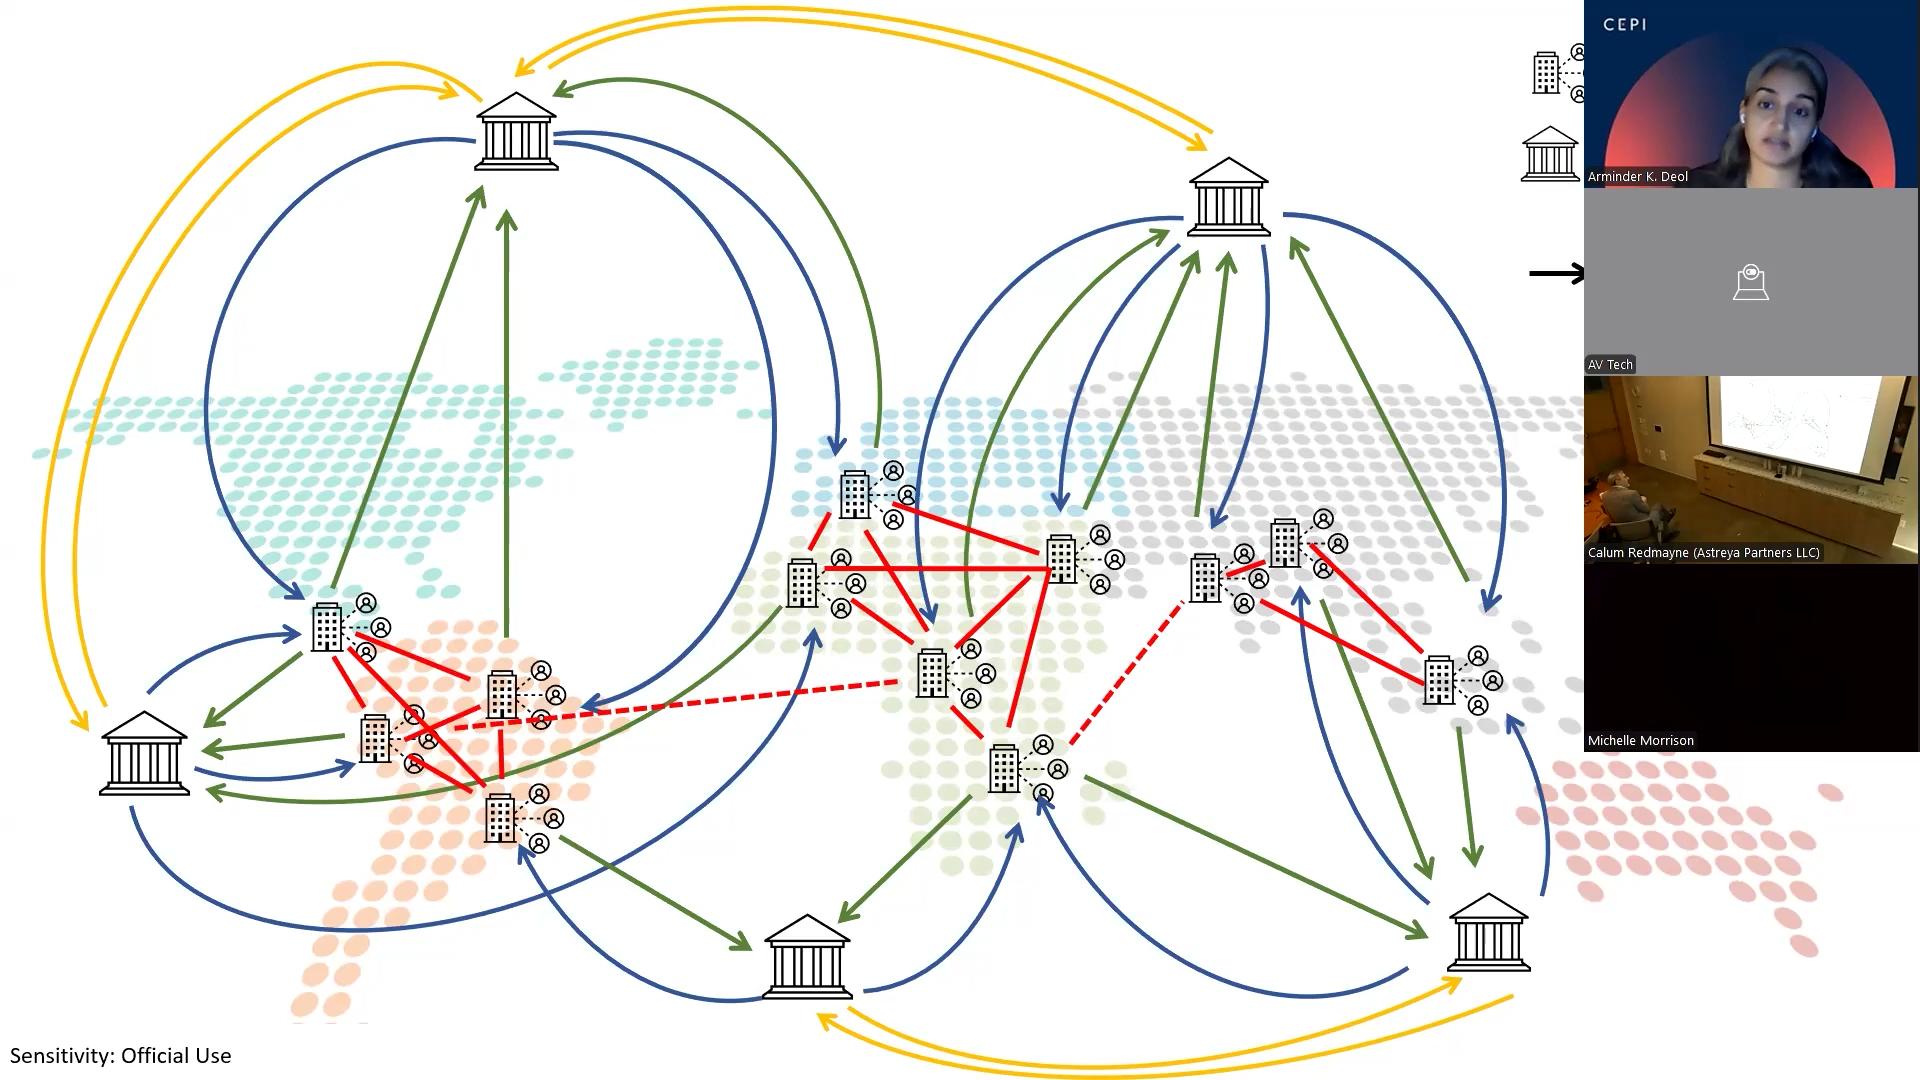 CEPI
Arminder K. Deol
AV Tech
Calum Redmayne (Astreya Partners LLC)
Michelle Morrison
Sensitivity: Official Use